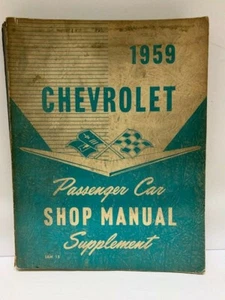 1959
CHEVROLET
Passenger Car
SHOP MANUAL
Supplement